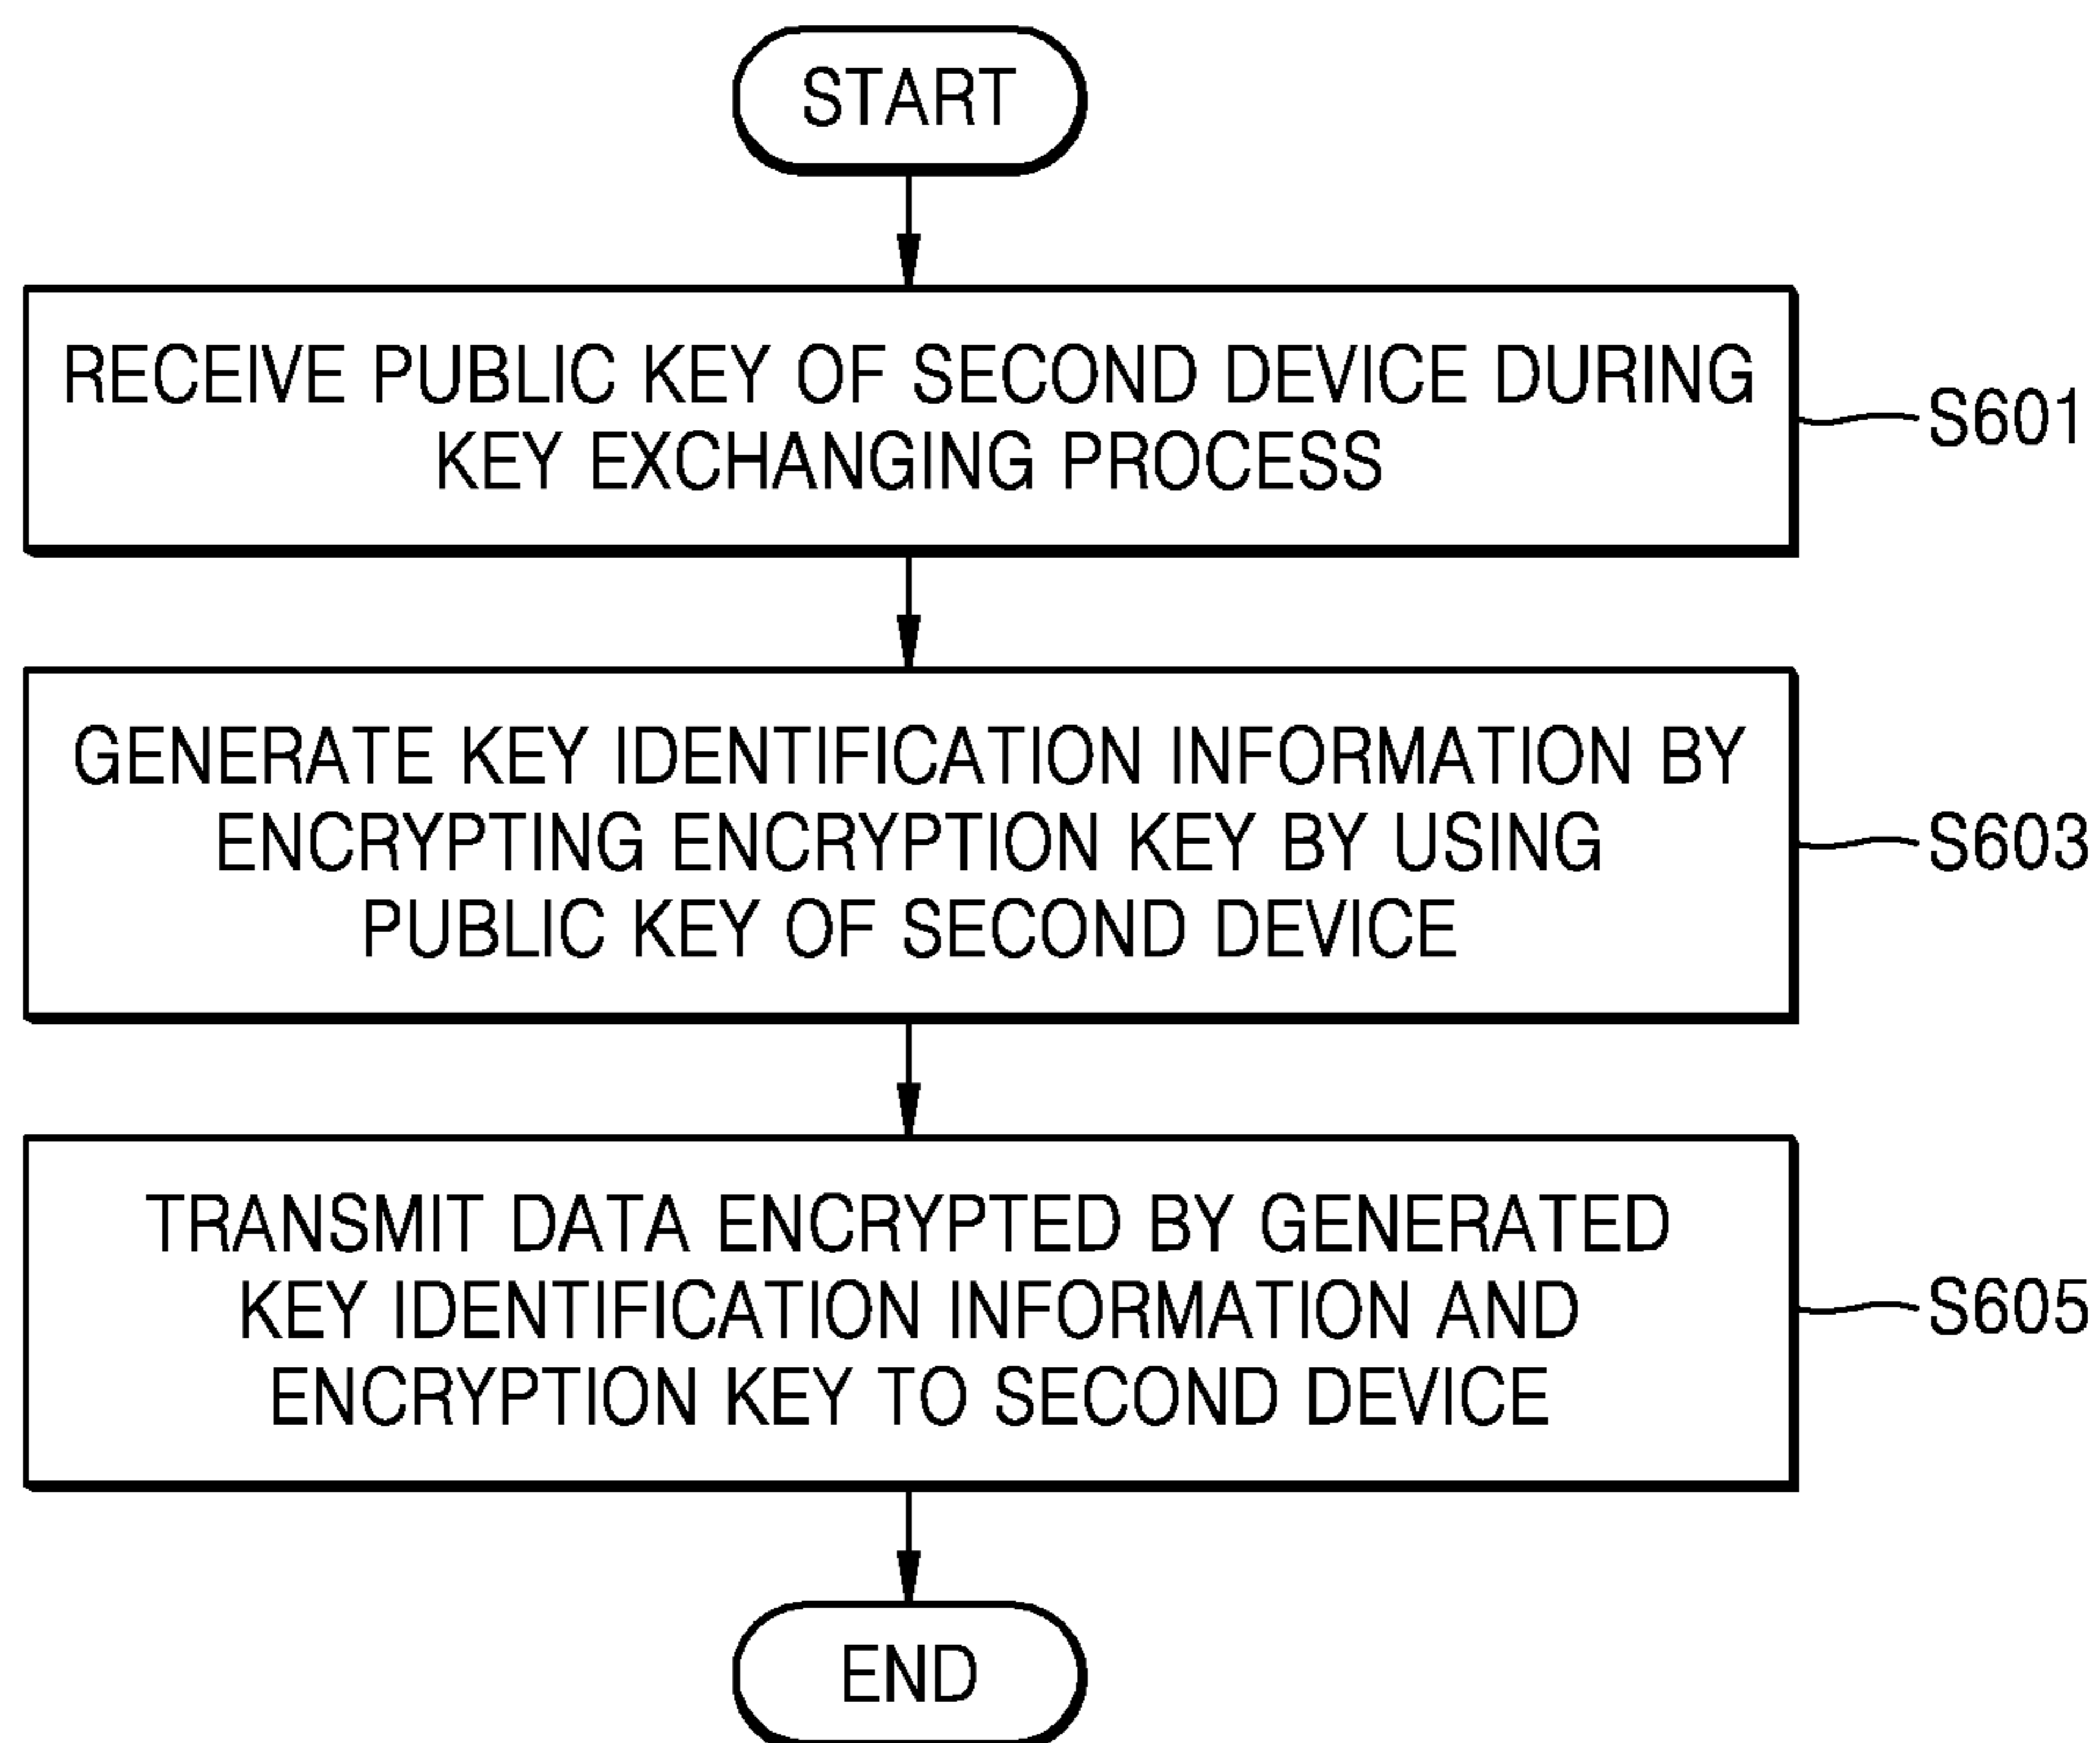 START
RECEIVE PUBLIC KEY OF SECOND DEVICE DURING
KEY EXCHANGING PROCESS
S601
GENERATE KEY IDENTIFICATION INFORMATION BY
ENCRYPTING ENCRYPTION KEY BY USING
PUBLIC KEY OF SECOND DEVICE
S603
TRANSMIT DATA ENCRYPTED BY GENERATED
KEY IDENTIFICATION INFORMATION AND
ENCRYPTION KEY TO SECOND DEVICE
S605
END